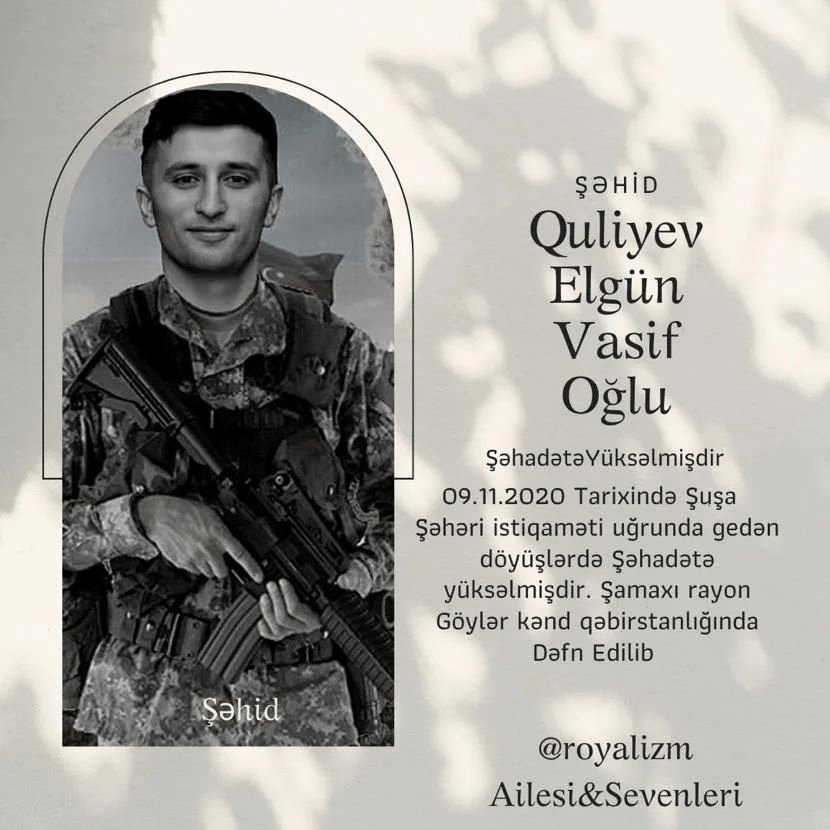 ŞƏHİD
Quliyev
Elgün
Vasif
Oğlu
ŞəhadətəYüksəlmişdir
09.11.2020 Tarixində Şuşa
Şəhəri istiqaməti uğrunda gedən
döyüşlərdə Şəhadətə
yüksəlmişdir. Şamaxı rayon
Göylər kənd qəbirstanlığında
Dəfn Edilib
Şəhid
@royalizm
Ailesi&Sevenleri